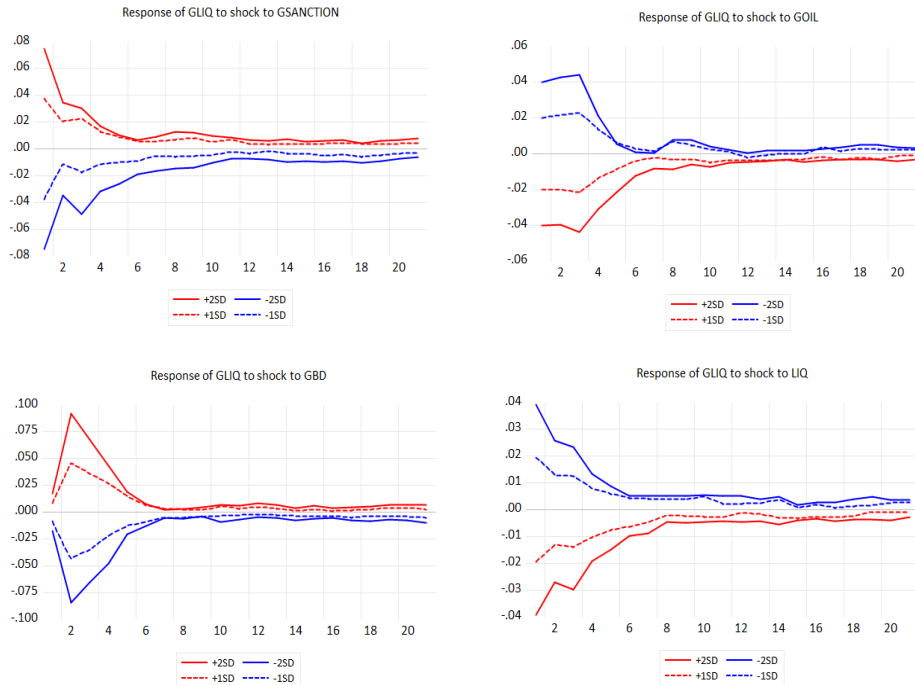 Response of GLIQ to shock to GSANCTION
.08
.06
.04
.02
.00
-.02
-.04
-.06
-.08
2 4 6 8 10 12 14 16 18 20
+2SD -2SD
+1SD -1SD
Response of GLIQ to shock to GOIL
.06
.04
.02
.00
-.02
-.04
-.06
2 4 6 8 10 12 14 16 18 20
+2SD -2SD
+1SD -1SD
Response of GLIQ to shock to GBD
.100
.075
.050
.025
.000
-.025
-.050
-.075
-.100
2 4 6 8 10 12 14 16 18 20
+2SD -2SD
+1SD -1SD
Response of GLIQ to shock to LIQ
.04
.03
.02
.01
.00
-.01
-.02
-.03
-.04
2 4 6 8 10 12 14 16 18 20
+2SD -2SD
+1SD -1SD